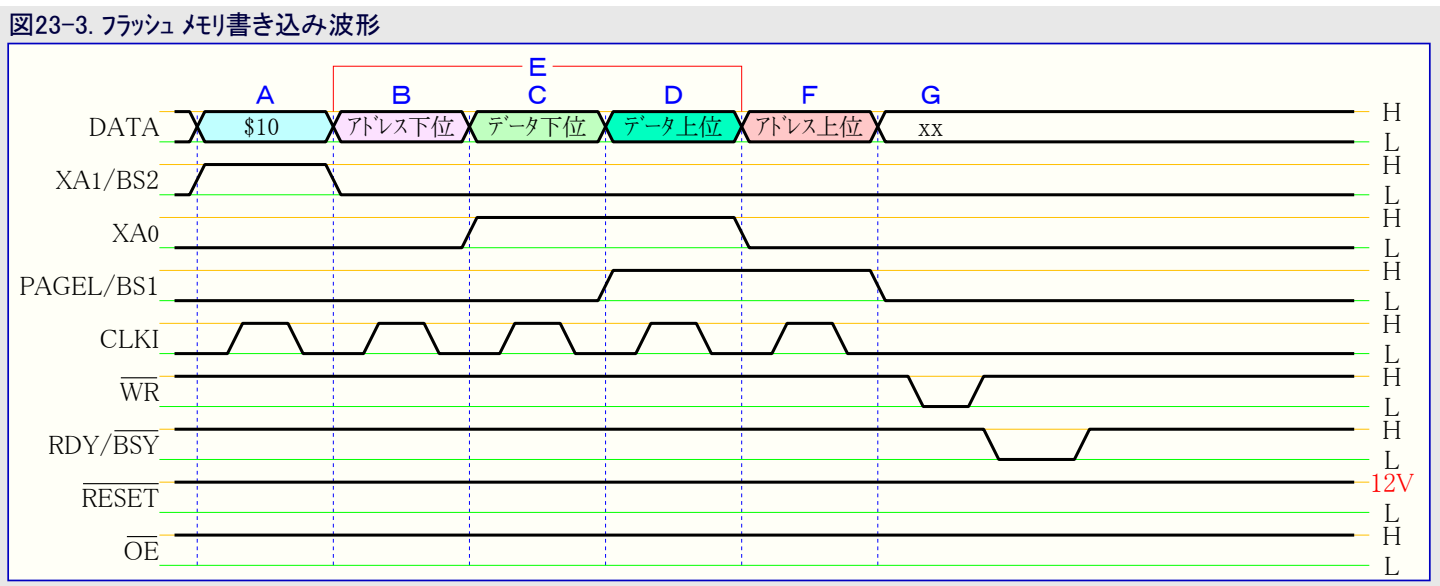 図23-3. フラッシュ メモリ書き込み波形
E
A B C D F G
DATA $10 アドレス下位 データ下位 データ上位 アドレス上位 xx H
L
XA1/BS2 H
L
XA0 H
L
PAGEL/BS1 H
L
CLKI H
L
WR H
L
RDY/BSY H
L
RESET 12V
L
OE H
L